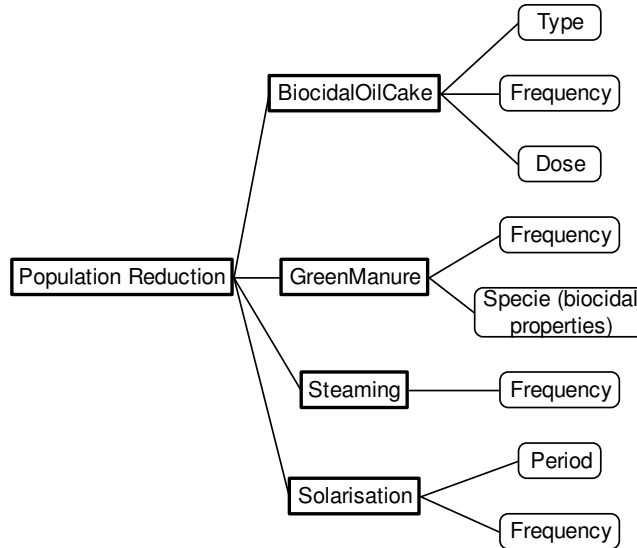 Type
BiocidalOilCake
Frequency
Dose
Frequency
Population Reduction
GreenManure
Specie (biocidal
properties)
Steaming
Frequency
Period
Solarisation
Frequency